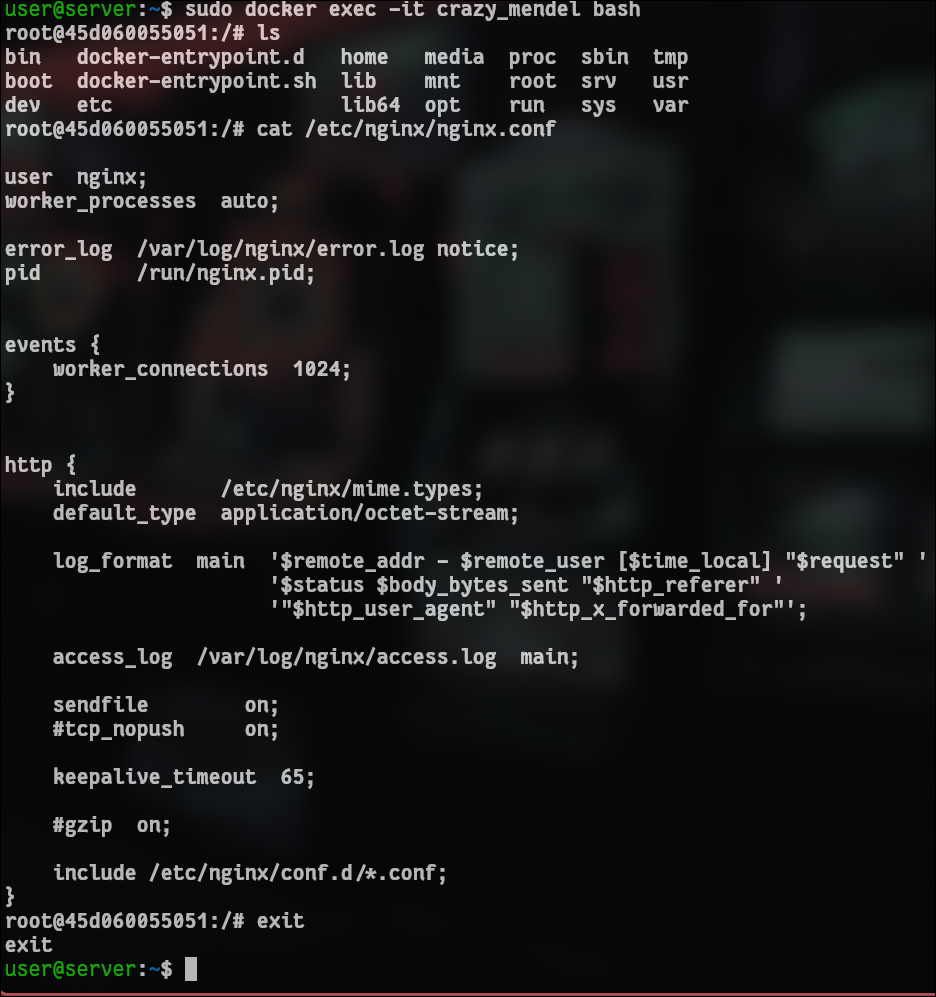 user@server:~$ sudo docker exec -it crazy_mendel bash
root@45d060055051:/# ls
bin   docker-entrypoint.d   home   media  proc  sbin  tmp
boot  docker-entrypoint.sh  lib    mnt    root  srv   usr
dev   etc                   lib64  opt    run   sys   var
root@45d060055051:/# cat /etc/nginx/nginx.conf

user  nginx;
worker_processes  auto;

error_log  /var/log/nginx/error.log notice;
pid        /run/nginx.pid;


events {
    worker_connections  1024;
}


http {
    include       /etc/nginx/mime.types;
    default_type  application/octet-stream;

    log_format  main  '$remote_addr - $remote_user [$time_local] "$request" '
                      '$status $body_bytes_sent "$http_referer" '
                      '"$http_user_agent" "$http_x_forwarded_for"';

    access_log  /var/log/nginx/access.log  main;

    sendfile        on;
    #tcp_nopush     on;

    keepalive_timeout  65;

    #gzip  on;

    include /etc/nginx/conf.d/*.conf;
}
root@45d060055051:/# exit
exit
user@server:~$